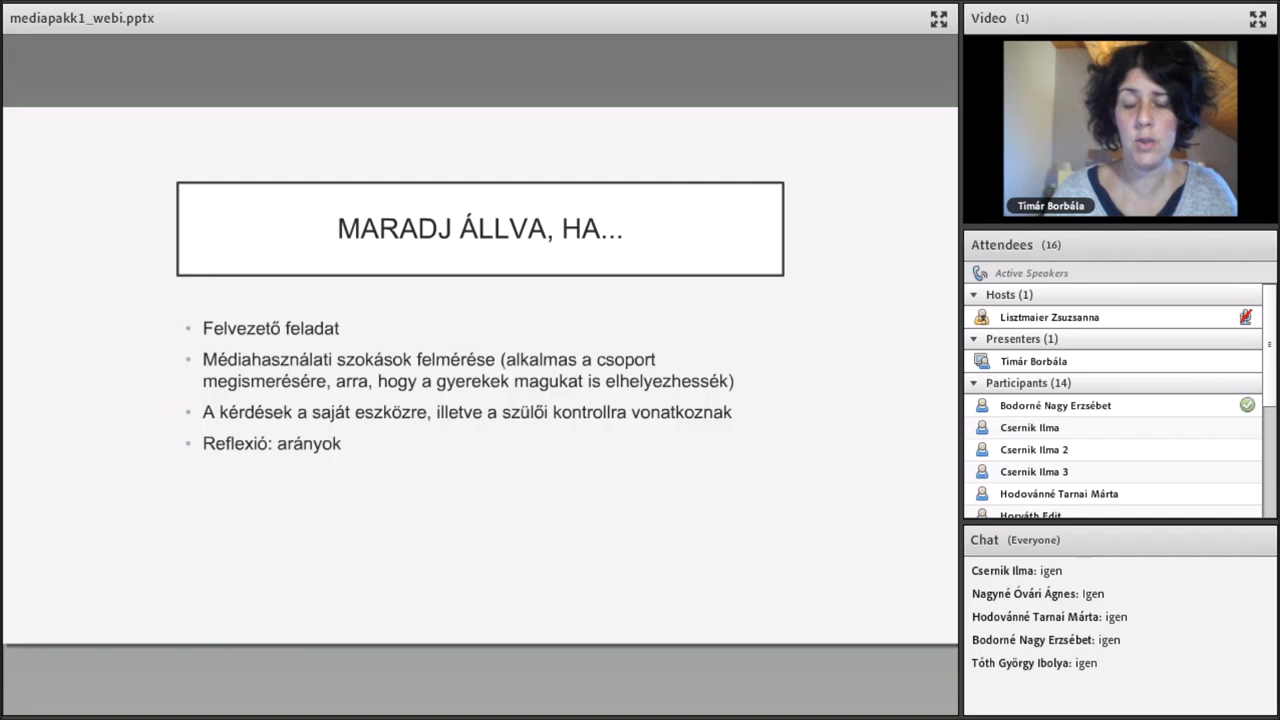 mediapakk1_webi.pptx
MARADJ ÁLLVA, HA...
• Felvezető feladat
• Médiahasználati szokások felmérése (alkalmas a csoport
megismerésére, arra, hogy a gyerekek magukat is elhelyezhessék)
• A kérdések a saját eszközre, illetve a szülői kontrollra vonatkoznak
• Reflexió: arányok
Video (1)
Tímár Borbála
Attendees (16)
Active Speakers
Hosts (1)
Lisztmaier Zsuzsanna
Presenters (1)
Tímár Borbála
Participants (14)
Bodorné Nagy Erzsébet
Csernik Ilma
Csernik Ilma 2
Csernik Ilma 3
Hodovánné Tarnai Márta
Horváth Edit
Chat (Everyone)
Csernik Ilma: igen
Nagyné Óvári Ágnes: Igen
Hodovánné Tarnai Márta: igen
Bodorné Nagy Erzsébet: igen
Tóth György Ibolya: igen